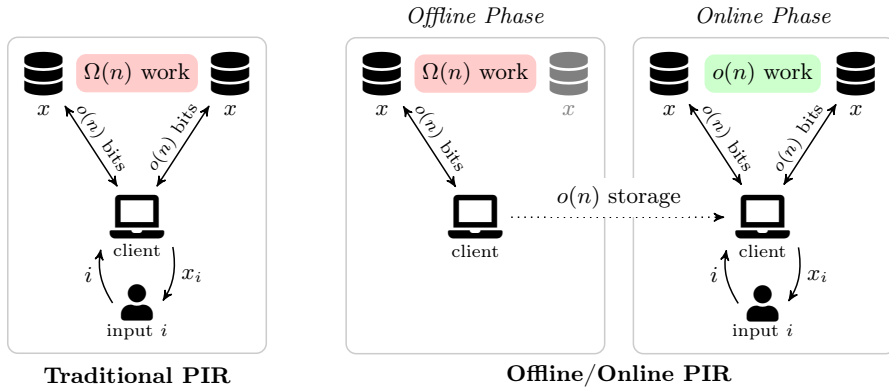 Offline Phase
Online Phase
Ω(n) work
x
x
o(n) bits
o(n) bits
client
i
x_i
input i
Traditional PIR
Ω(n) work
x
x
o(n) bits
client
o(n) storage
o(n) work
x
x
o(n) bits
o(n) bits
client
i
x_i
input i
Offline/Online PIR